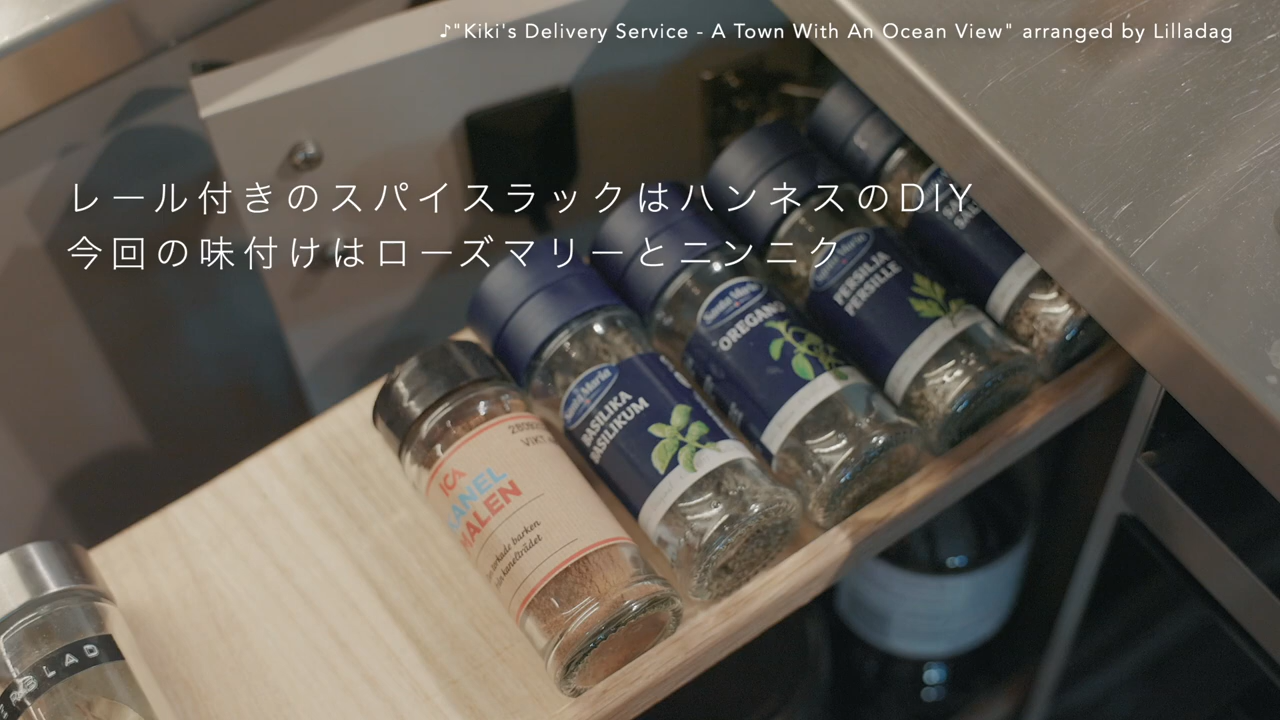 ♪"Kiki's Delivery Service - A Town With An Ocean View" arranged by Lilladag
レール付きのスパイスラックはハンネスのDIY
今回の味付けはローズマリーとニンニク
Santa Maria
PERSILJA
PERSILLE
Santa Maria
OREGANO
Santa Maria
BASILIKA
BASILIKUM
ICA
KANEL
MALEN
torkade barken
kanelträdet